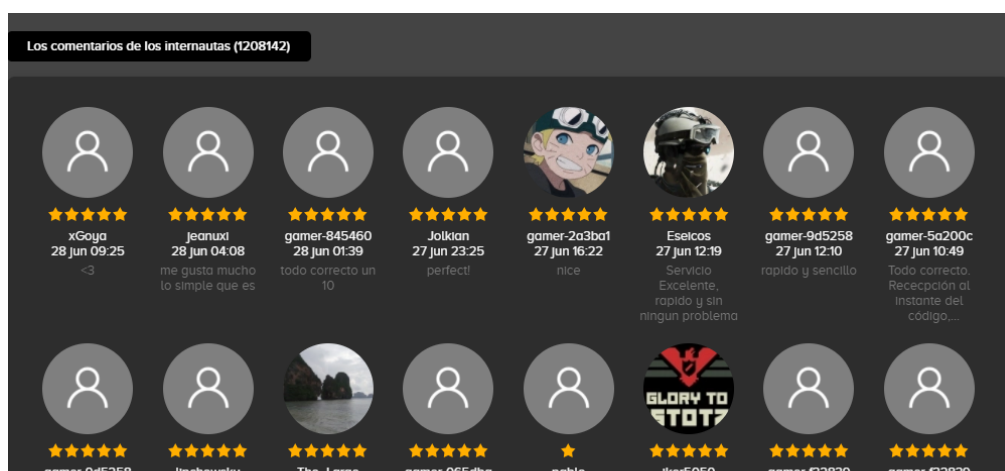 Los comentarios de los internautas (1208142)
xGoya
28 jun 09:25
<3
jeanuxi
28 jun 04:08
me gusta mucho
lo simple que es
gamer-845460
28 jun 01:39
todo correcto un
10
Jolkian
27 jun 23:25
perfect!
gamer-2a3ba1
27 jun 16:22
nice
Eseicos
27 jun 12:19
Servicio
Excelente,
rapido y sin
ningun problema
gamer-9d5258
27 jun 12:10
rapido y sencillo
gamer-5a200c
27 jun 10:49
Todo correcto.
Rececpción al
instante del
código,...
GLORY TO
gamer-9d5258